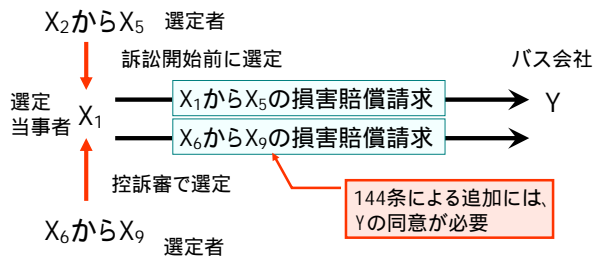 X₂からX₅ 選定者
訴訟開始前に選定
バス会社
選定
当事者 X₁
X₁からX₅の損害賠償請求
Y
X₆からX₉の損害賠償請求
控訴審で選定
144条による追加には、
Yの同意が必要
X₆からX₉ 選定者